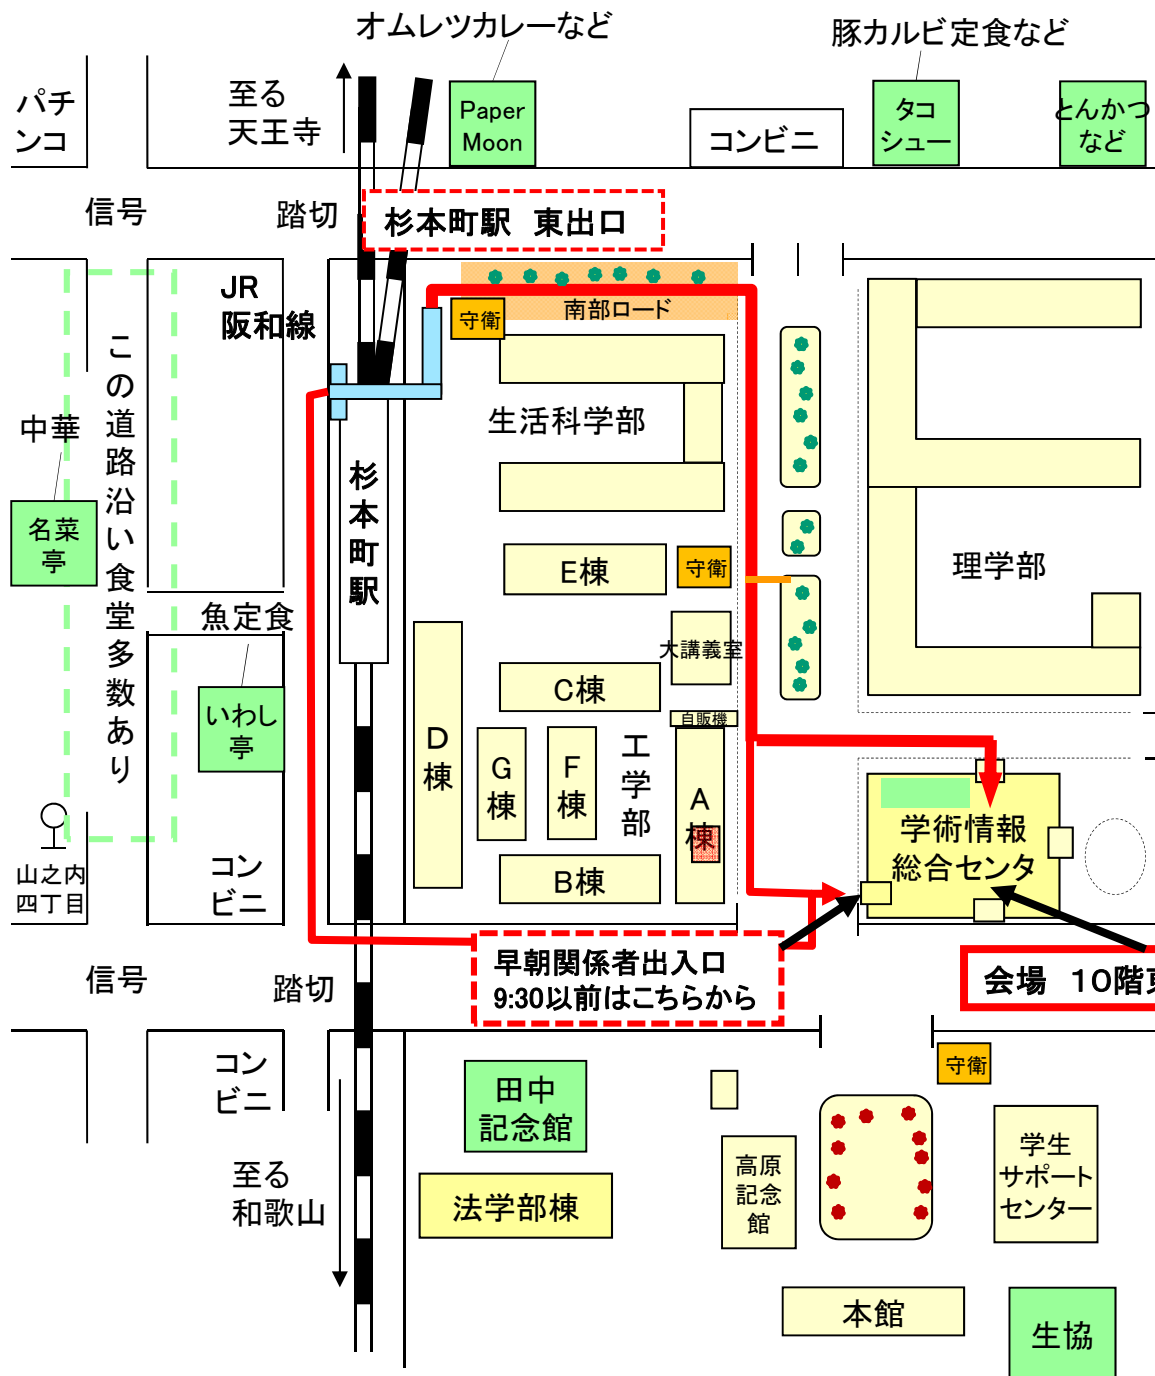 オムレツカレーなど
豚カルビ定食など
パチ
ンコ
至る
天王寺
Paper
Moon
コンビニ
タコ
シュー
とんかつ
など
信号
踏切
杉本町駅 東出口
JR
阪和線
守衛
南部ロード
この道路沿い食堂多数あり
中華
名菜
亭
生活科学部
杉本町駅
E棟
守衛
理学部
魚定食
いわし
亭
大講義室
C棟
自販機
D
棟
G
棟
F
棟
工学部
A
棟
B棟
学術情報
総合センタ
山之内
四丁目
コン
ビニ
早朝関係者出入口
9:30以前はこちらから
会場 10階東
信号
踏切
コン
ビニ
守衛
田中
記念館
高原
記念
館
学生
サポート
センター
至る
和歌山
法学部棟
本館
生協